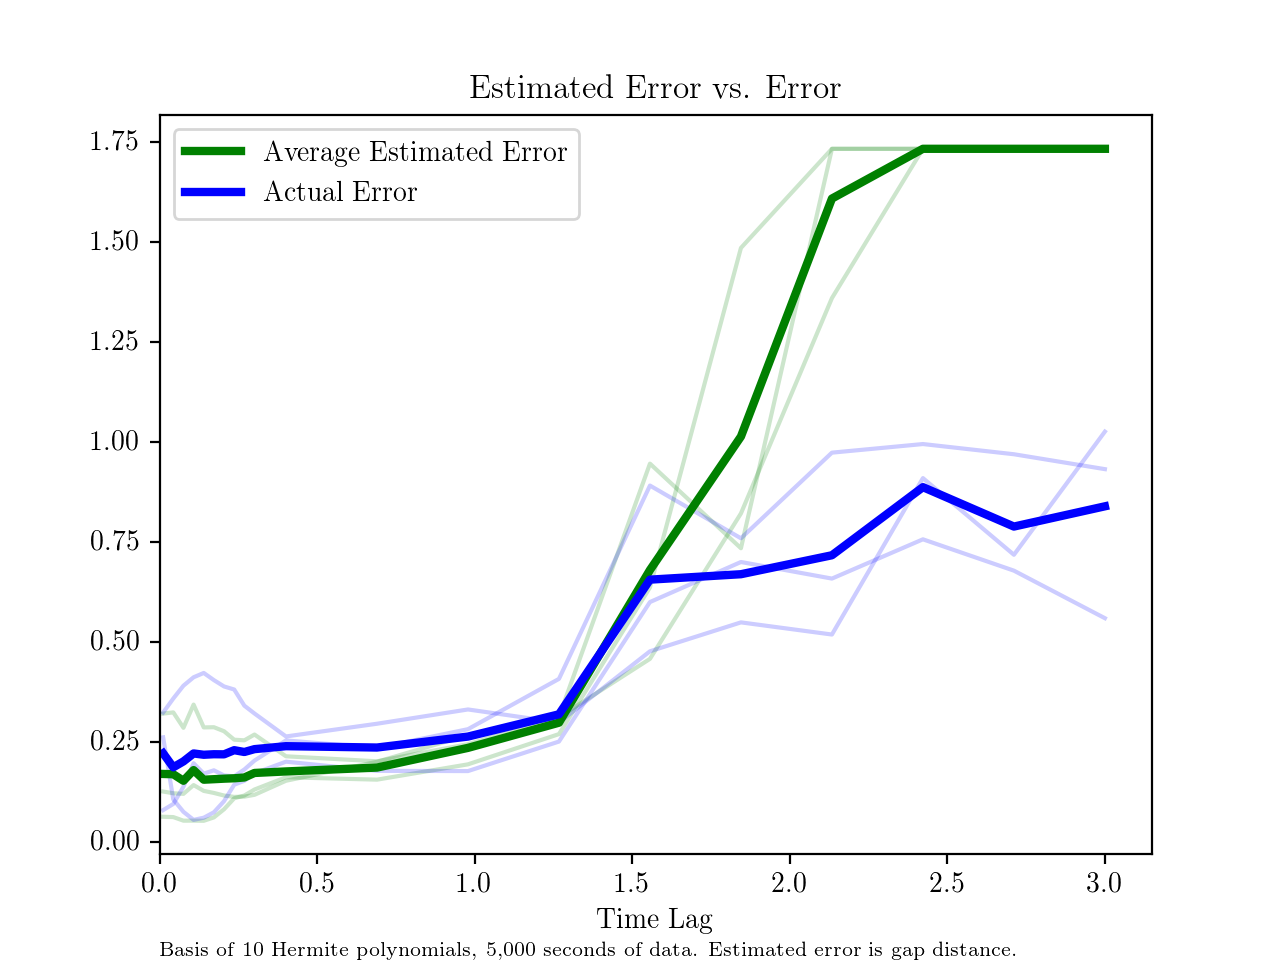 Estimated Error vs. Error
Average Estimated Error
Actual Error
1.75
1.50
1.25
1.00
0.75
0.50
0.25
0.00
0.0 0.5 1.0 1.5 2.0 2.5 3.0
Time Lag
Basis of 10 Hermite polynomials, 5,000 seconds of data. Estimated error is gap distance.